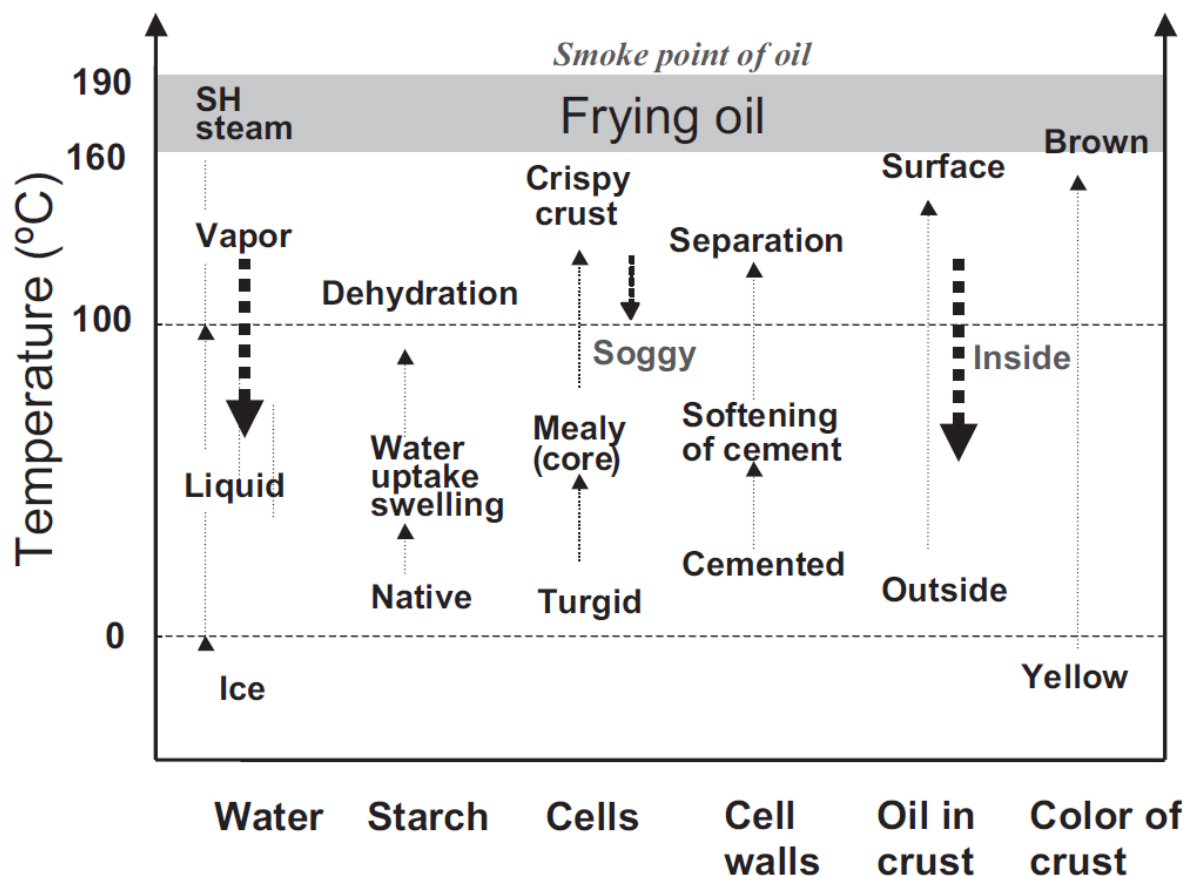 Smoke point of oil
190
SH
steam
Frying oil
Brown
160
Surface
Crispy
crust
Vapor
Separation
Dehydration
100
Soggy
Inside
Softening
of cement
Mealy
(core)
Water
uptake
swelling
Liquid
Cemented
Outside
Native
Turgid
0
Ice
Yellow
Temperature (ºC)
Water
Starch
Cells
Cell
walls
Oil in
crust
Color of
crust